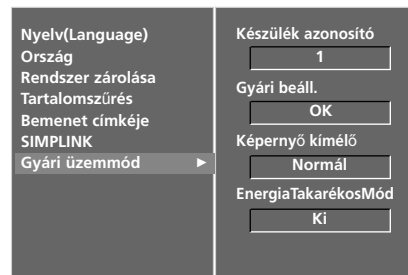 Nyelv(Language)
Ország
Rendszer zárolása
Tartalomszűrés
Bemenet címkéje
SIMPLINK
Gyári üzemmód ►
Készülék azonosító
1
Gyári beáll.
OK
Képernyő kímélő
Normál
EnergiaTakarékosMód
Ki